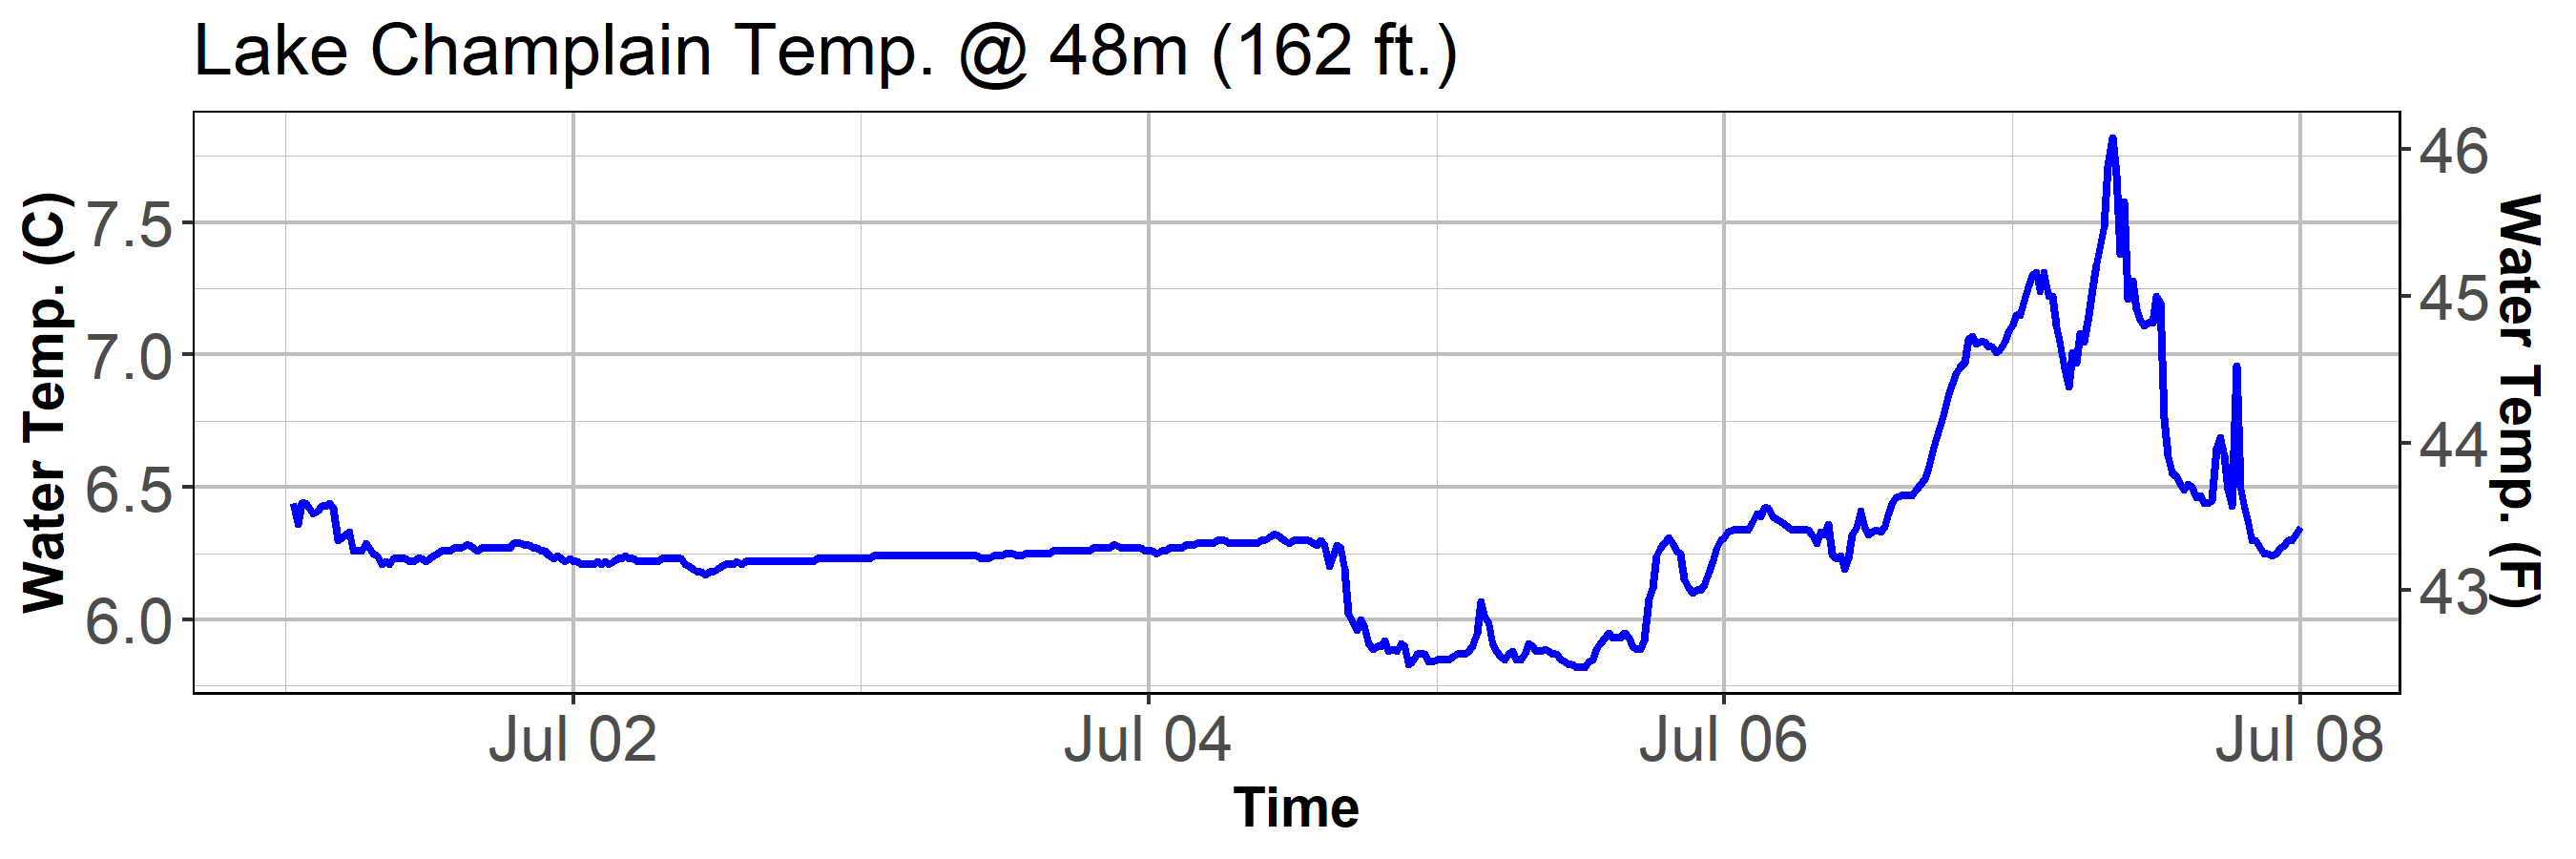 Lake Champlain Temp. @ 48m (162 ft.)
Water Temp. (C)
7.5
7.0
6.5
6.0
46
45
44
43
Water Temp. (F)
Jul 02
Jul 04
Jul 06
Jul 08
Time